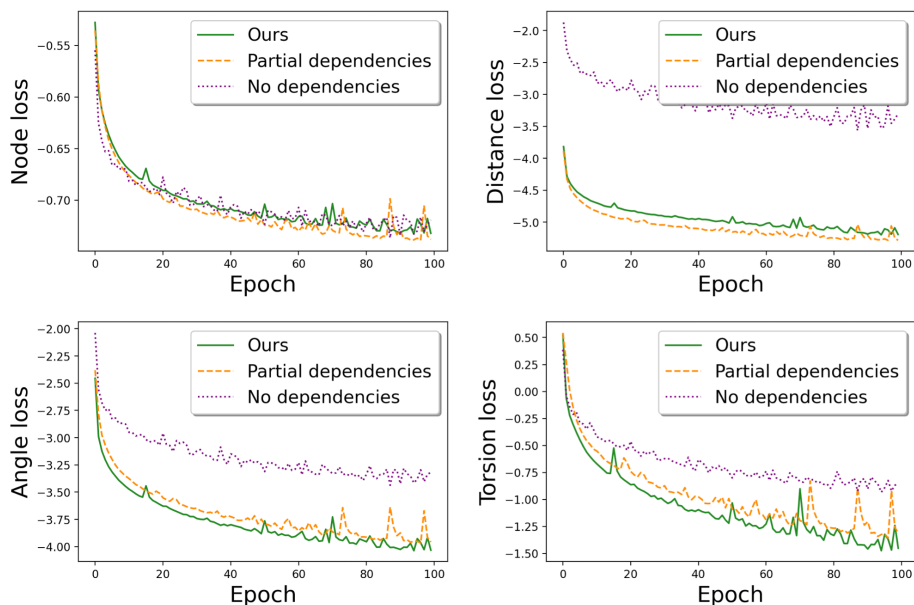 Node loss
−0.55
−0.60
−0.65
−0.70
Ours
Partial dependencies
No dependencies
0 20 40 60 80 100
Epoch
Distance loss
−2.0
−2.5
−3.0
−3.5
−4.0
−4.5
−5.0
Ours
Partial dependencies
No dependencies
0 20 40 60 80 100
Epoch
Angle loss
−2.00
−2.25
−2.50
−2.75
−3.00
−3.25
−3.50
−3.75
−4.00
Ours
Partial dependencies
No dependencies
0 20 40 60 80 100
Epoch
Torsion loss
0.50
0.25
0.00
−0.25
−0.50
−0.75
−1.00
−1.25
−1.50
Ours
Partial dependencies
No dependencies
0 20 40 60 80 100
Epoch